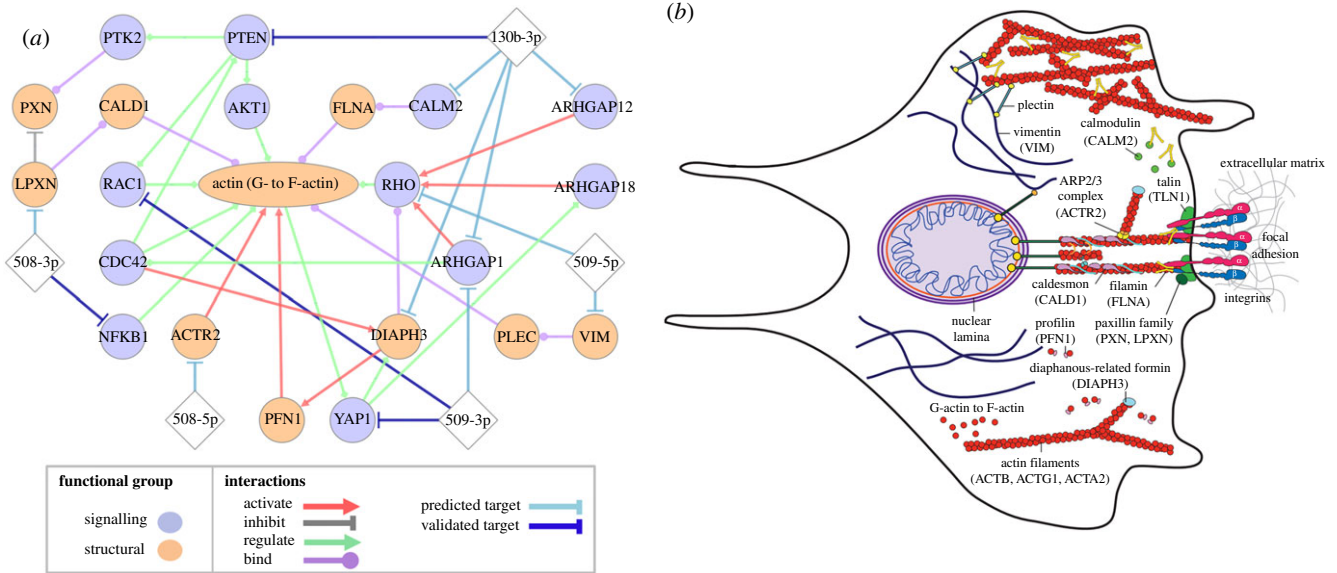 (a)
PTK2
PTEN
130b-3p
PXN
CALD1
AKT1
FLNA
CALM2
ARHGAP12
LPXN
RAC1
actin (G- to F-actin)
RHO
ARHGAP18
508-3p
CDC42
ARHGAP1
509-5p
NFKB1
ACTR2
DIAPH3
PLEC
VIM
508-5p
PFN1
YAP1
509-3p
functional group
signalling
structural
interactions
activate
inhibit
regulate
bind
predicted target
validated target
(b)
plectin
vimentin
(VIM)
calmodulin
(CALM2)
extracellular matrix
ARP2/3
complex
(ACTR2)
talin
(TLN1)
α
β
α
β
α
β
focal
adhesion
integrins
caldesmon
(CALD1)
filamin
(FLNA)
nuclear
lamina
profilin
(PFN1)
paxillin family
(PXN, LPXN)
diaphanous-related formin
(DIAPH3)
G-actin to F-actin
actin filaments
(ACTB, ACTG1, ACTA2)